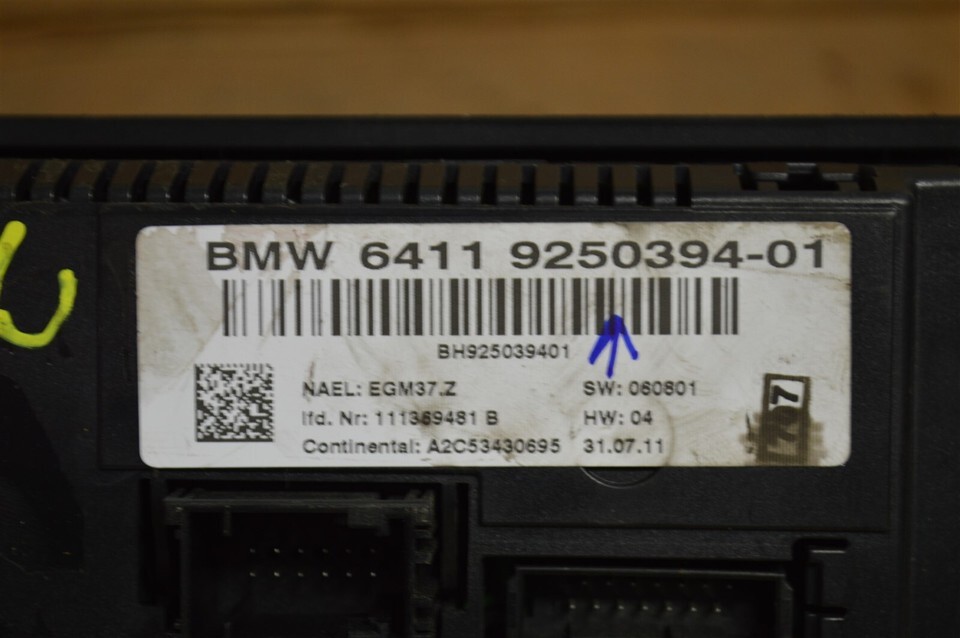 BMW 6411 9250394-01
BH925039401
NAEL: EGM37.Z SW: 060801
lfd. Nr: 111369481 B HW: 04
Continental: A2C53430695 31.07.11